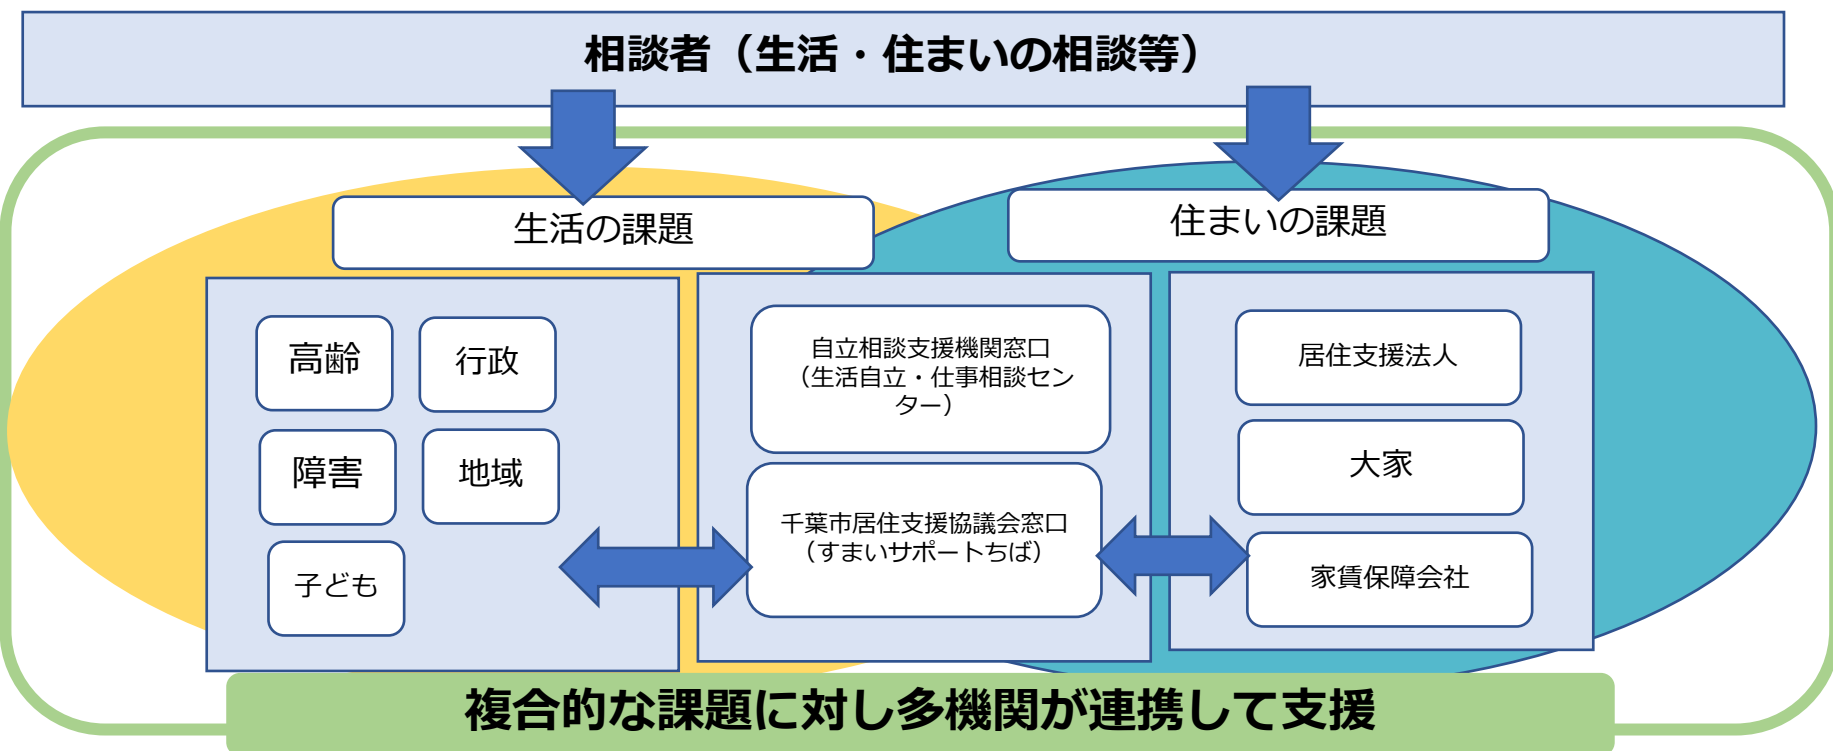 相談者（生活・住まいの相談等）
生活の課題
住まいの課題
高齢
行政
障害
地域
子ども
自立相談支援機関窓口
（生活自立・仕事相談セン
ター）
千葉市居住支援協議会窓口
（すまいサポートちば）
居住支援法人
大家
家賃保障会社
複合的な課題に対し多機関が連携して支援